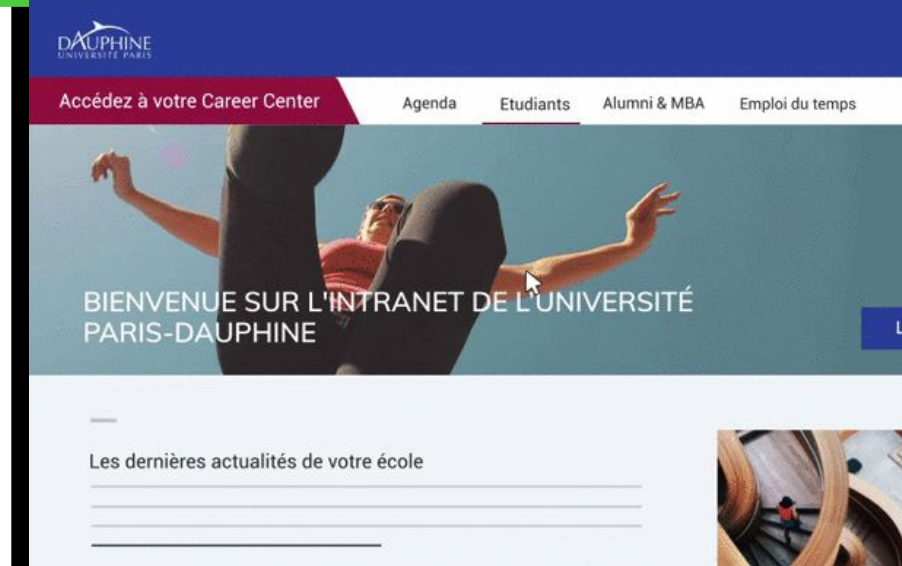 DAUPHINE
UNIVERSITÉ PARIS
Accédez à votre Career Center
Agenda
Etudiants
Alumni & MBA
Emploi du temps
BIENVENUE SUR L'INTRANET DE L'UNIVERSITÉ
PARIS-DAUPHINE
L
Les dernières actualités de votre école